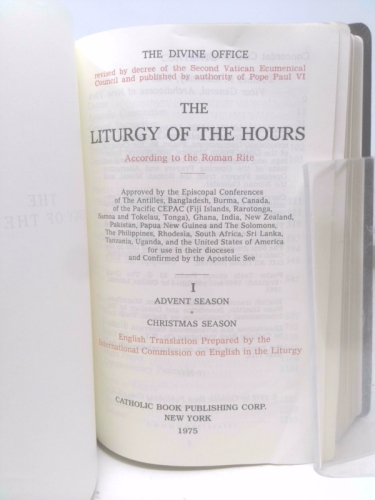 THE DIVINE OFFICE
revised by decree of the Second Vatican Ecumenical
Council and published by authority of Pope Paul VI
THE
LITURGY OF THE HOURS
According to the Roman Rite
Approved by the Episcopal Conferences
of The Antilles, Bangladesh, Burma, Canada,
of the Pacific CEPAC (Fiji Islands, Rarotonga,
Samoa and Tokelau, Tonga), Ghana, India, New Zealand,
Pakistan, Papua New Guinea and The Solomons,
The Philippines, Rhodesia, South Africa, Sri Lanka,
Tanzania, Uganda, and the United States of America
for use in their dioceses
and Confirmed by the Apostolic See
I
ADVENT SEASON
•
CHRISTMAS SEASON
English Translation Prepared by the
International Commission on English in the Liturgy
CATHOLIC BOOK PUBLISHING CORP.
NEW YORK
1975